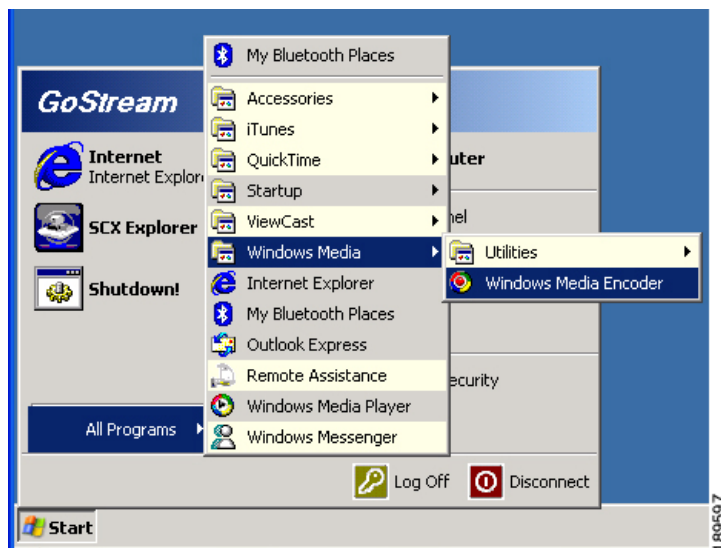 My Bluetooth Places
GoStream
Accessories
iTunes
Internet
QuickTime
uter
Internet Explor
Startup
SCX Explorer
ViewCast
nel
Windows Media
Utilities
Shutdown!
Internet Explorer
Windows Media Encoder
My Bluetooth Places
Outlook Express
Remote Assistance
ecurity
Windows Media Player
All Programs
Windows Messenger
Log Off
Disconnect
Start
189597